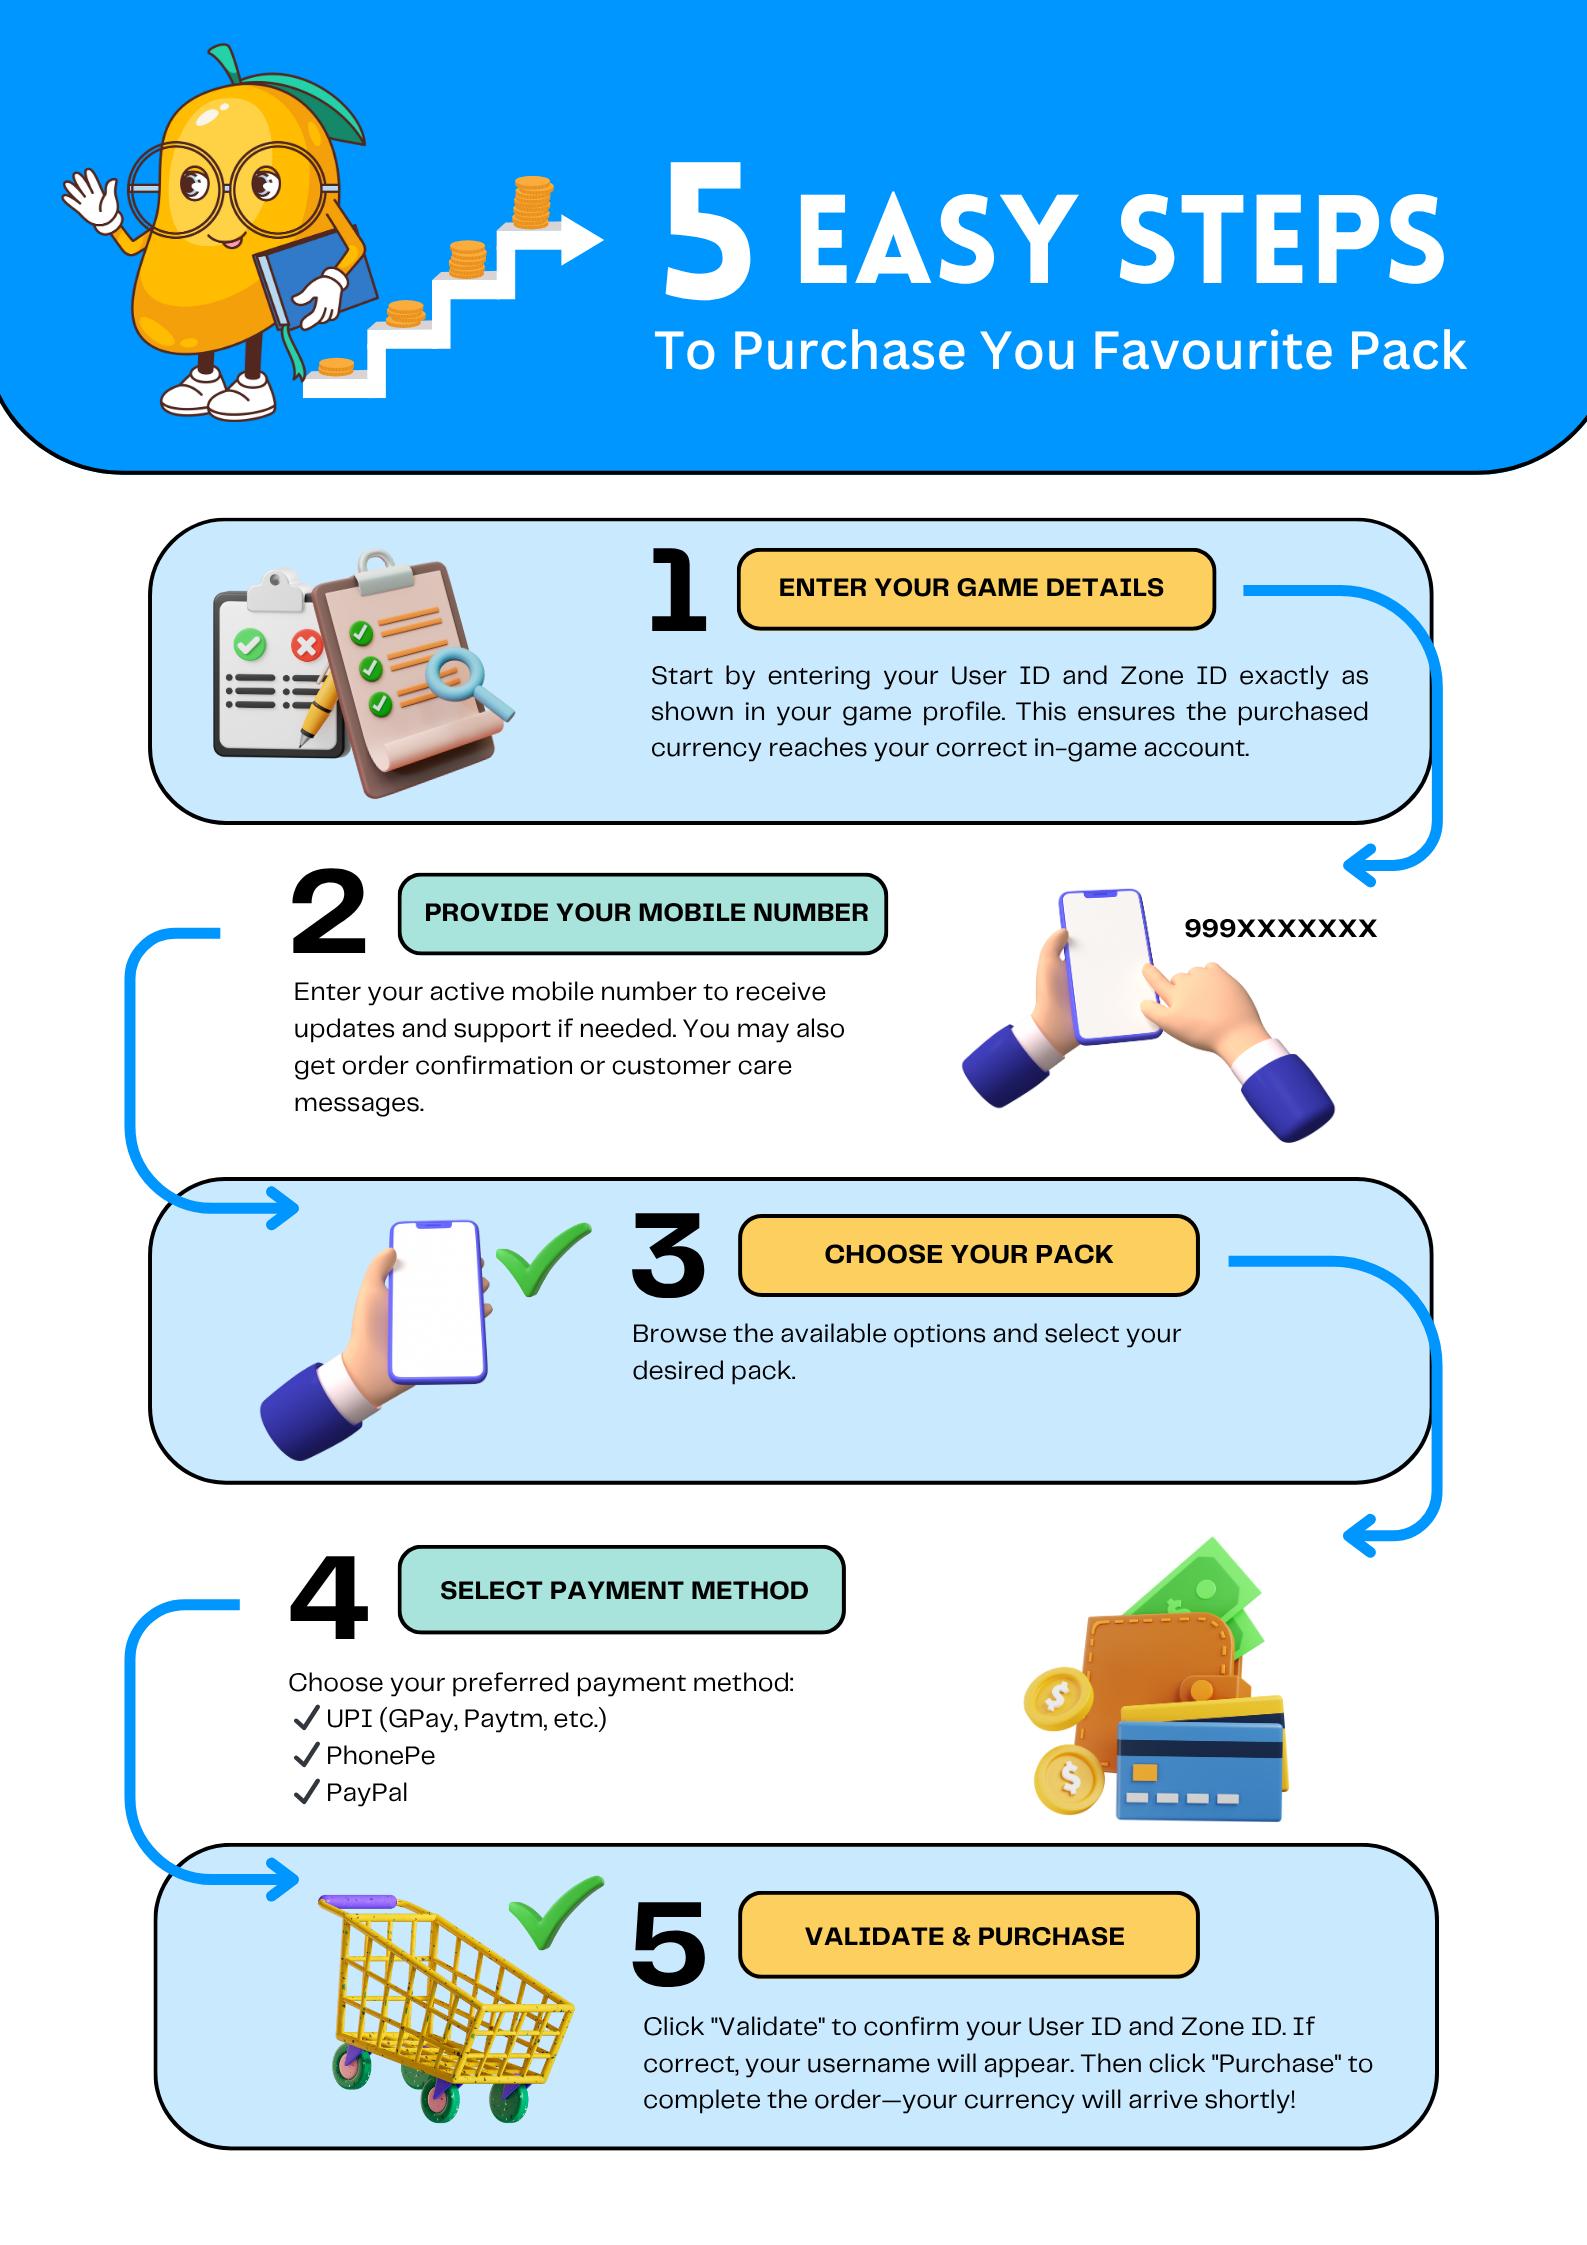 5 EASY STEPS
To Purchase You Favourite Pack
1 ENTER YOUR GAME DETAILS
Start by entering your User ID and Zone ID exactly as
shown in your game profile. This ensures the purchased
currency reaches your correct in-game account.
2 PROVIDE YOUR MOBILE NUMBER
Enter your active mobile number to receive
updates and support if needed. You may also
get order confirmation or customer care
messages.
999XXXXXXX
3 CHOOSE YOUR PACK
Browse the available options and select your
desired pack.
4 SELECT PAYMENT METHOD
Choose your preferred payment method:
✓ UPI (GPay, Paytm, etc.)
✓ PhonePe
✓ PayPal
5 VALIDATE & PURCHASE
Click "Validate" to confirm your User ID and Zone ID. If
correct, your username will appear. Then click "Purchase" to
complete the order—your currency will arrive shortly!